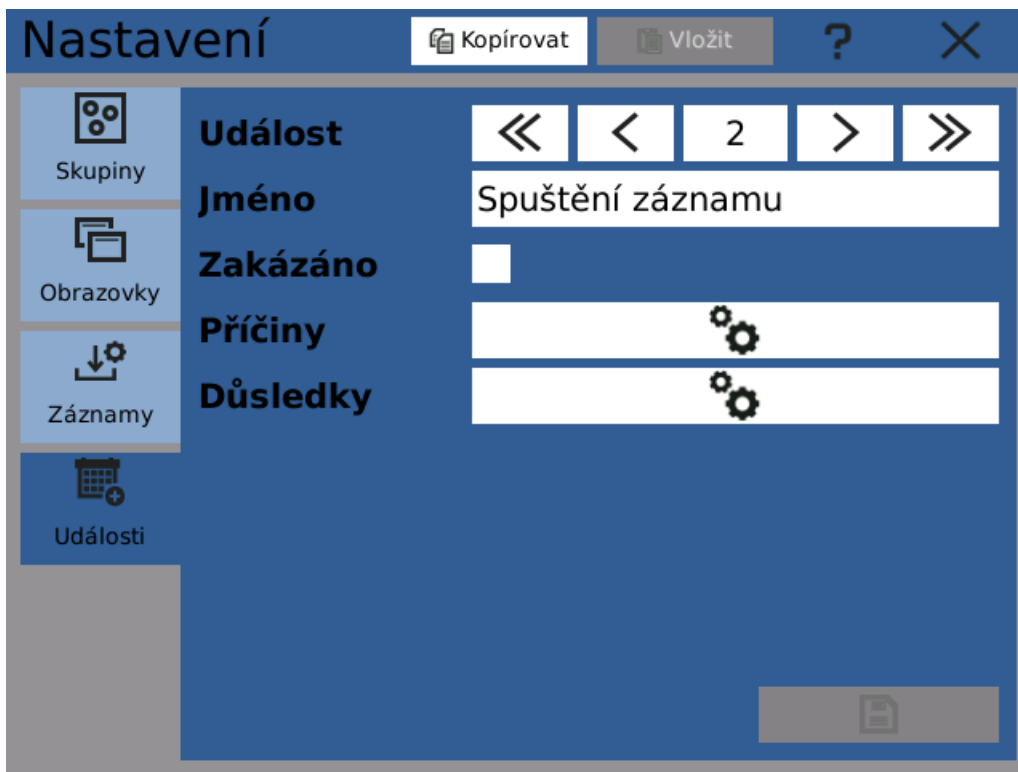 Nastavení
Kopírovat
Vložit
?
Skupiny
Obrazovky
Záznamy
Události
Událost
2
Jméno
Spuštění záznamu
Zakázáno
Příčiny
Důsledky